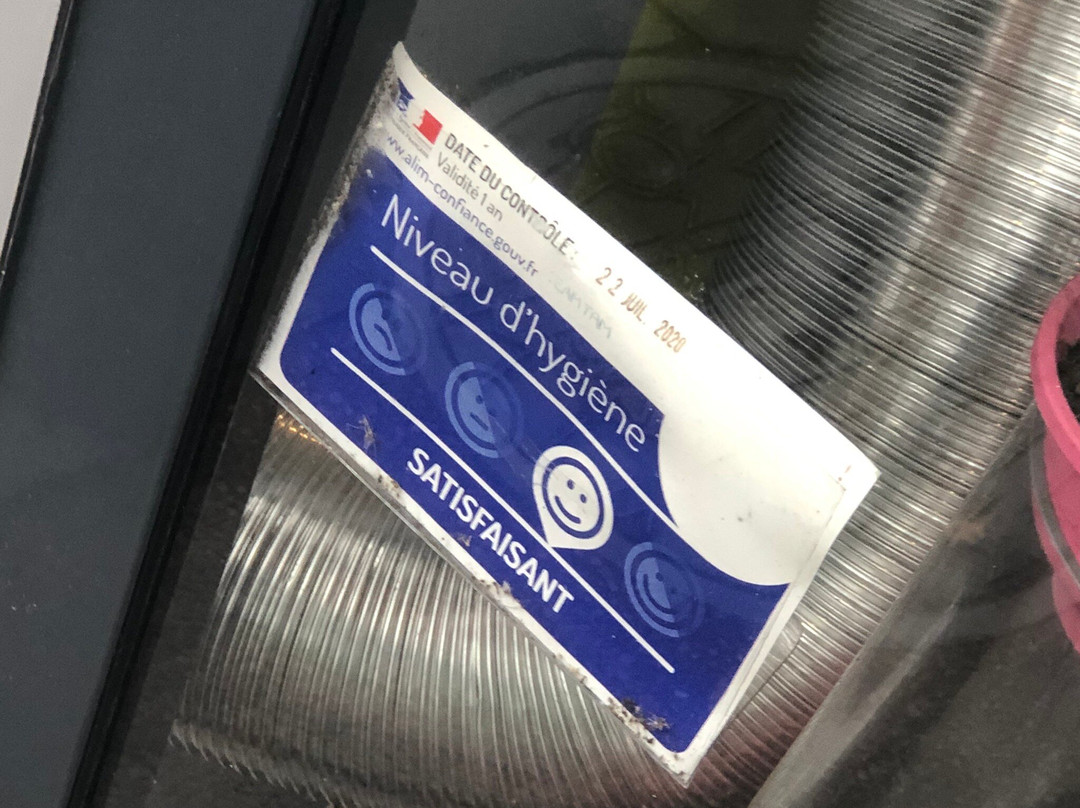 DATE DU CONTRÔLE : 22 JUIL. 2020
Validité 1 an
www.alim-confiance.gouv.fr
Niveau d'hygiène
SATISFAISANT